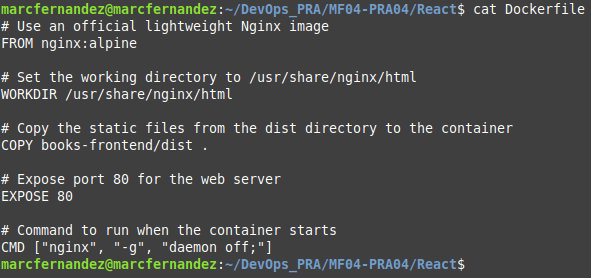 marcfernandez@marcfernandez:~/DevOps_PRA/MF04-PRA04/React$ cat Dockerfile
# Use an official lightweight Nginx image
FROM nginx:alpine
# Set the working directory to /usr/share/nginx/html
WORKDIR /usr/share/nginx/html
# Copy the static files from the dist directory to the container
COPY books-frontend/dist .
# Expose port 80 for the web server
EXPOSE 80
# Command to run when the container starts
CMD ["nginx", "-g", "daemon off;"]
marcfernandez@marcfernandez:~/DevOps_PRA/MF04-PRA04/React$